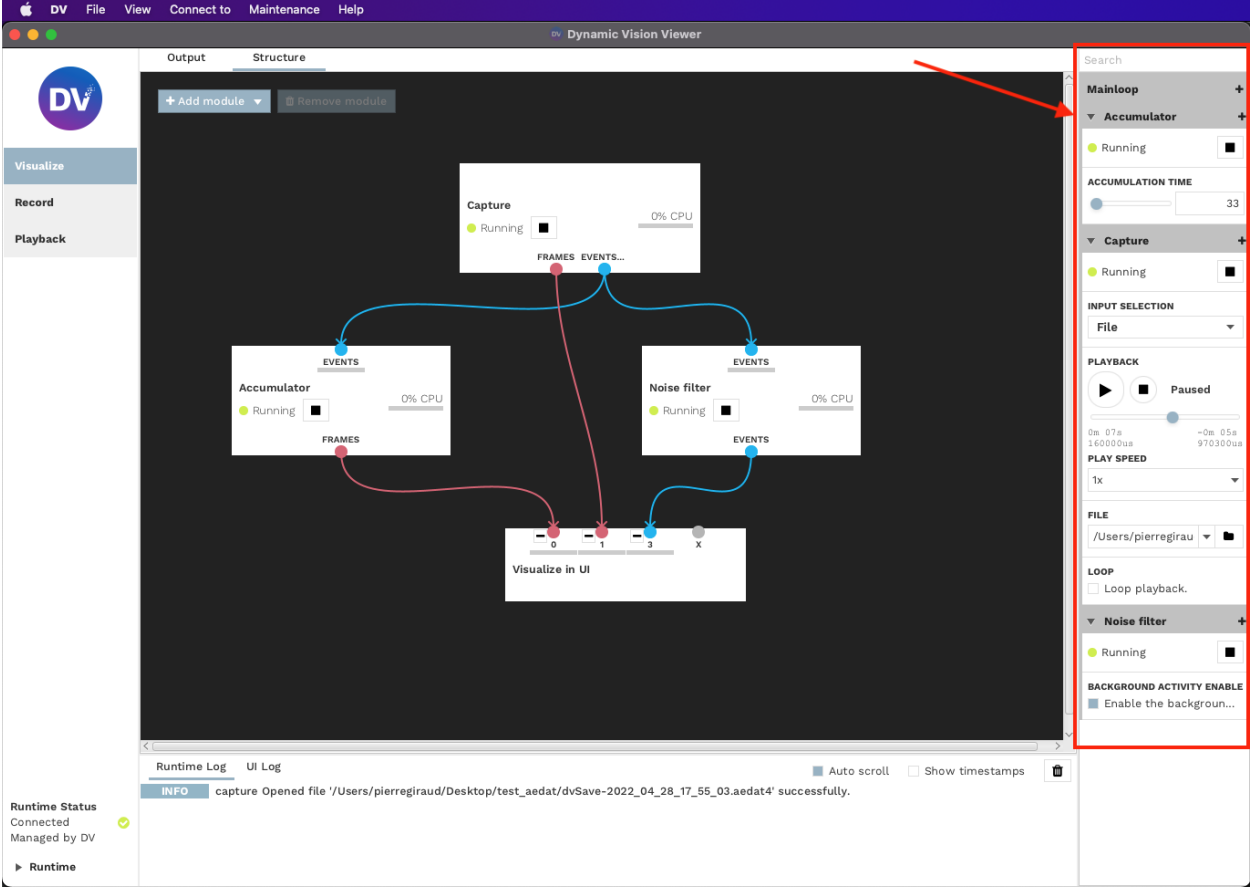 DV File View Connect to Maintenance Help
DV Dynamic Vision Viewer
DV
Visualize
Record
Playback
Runtime Status
Connected
Managed by DV
Runtime
Output Structure
+ Add module Remove module
Capture
Running
0% CPU
FRAMES EVENTS...
EVENTS
Accumulator
Running
0% CPU
FRAMES
EVENTS
Noise filter
Running
0% CPU
EVENTS
0 1 3 X
Visualize in UI
Runtime Log UI Log
Auto scroll Show timestamps
INFO capture Opened file '/Users/pierregiraud/Desktop/test_aedat/dvSave-2022_04_28_17_55_03.aedat4' successfully.
Search
Mainloop +
Accumulator +
Running
ACCUMULATION TIME
33
Capture +
Running
INPUT SELECTION
File
PLAYBACK
Paused
0m 07s -0m 05s
160000us 970300us
PLAY SPEED
1x
FILE
/Users/pierregirau
LOOP
Loop playback.
Noise filter +
Running
BACKGROUND ACTIVITY ENABLE
Enable the backgroun...